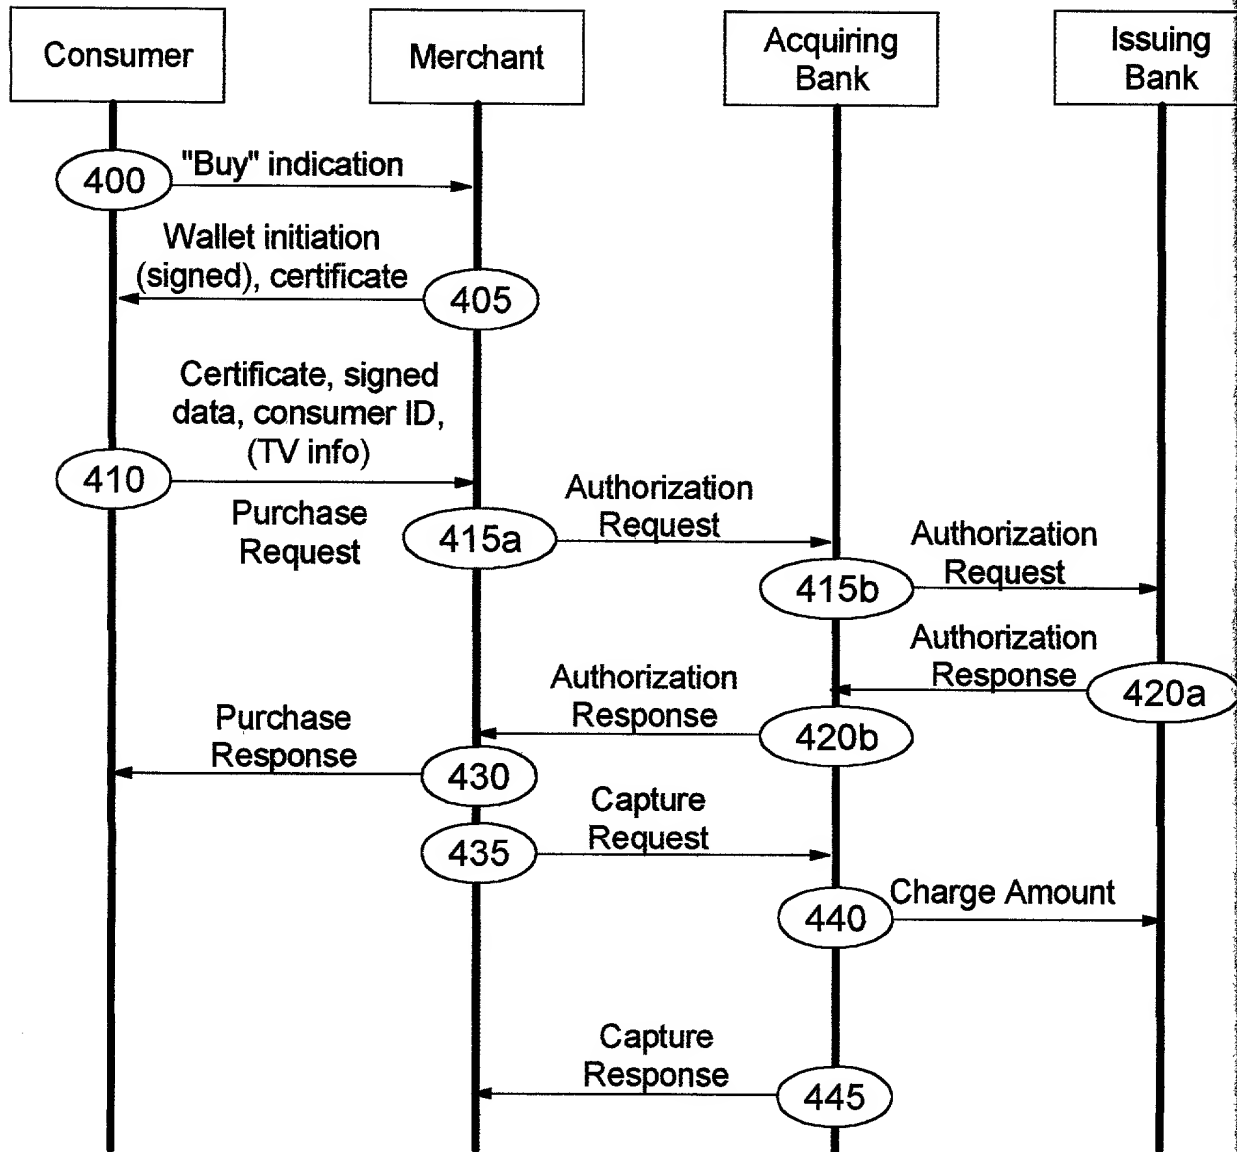 Consumer
Merchant
Acquiring
Bank
Issuing
Bank
400
"Buy" indication
Wallet initiation
(signed), certificate
405
Certificate, signed
data, consumer ID,
(TV info)
410
Purchase
Request
415a
Authorization
Request
415b
Authorization
Request
Authorization
Response
420a
Authorization
Response
420b
Purchase
Response
430
Capture
Request
435
440
Charge Amount
Capture
Response
445